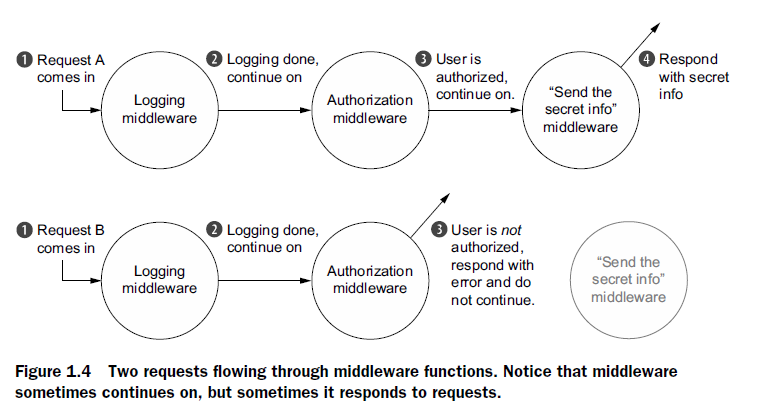 1 Request A
comes in
Logging
middleware
2 Logging done,
continue on
Authorization
middleware
3 User is
authorized,
continue on.
“Send the
secret info”
middleware
4 Respond
with secret
info
1 Request B
comes in
Logging
middleware
2 Logging done,
continue on
Authorization
middleware
3 User is not
authorized,
respond with
error and do
not continue.
“Send the
secret info”
middleware
Figure 1.4 Two requests flowing through middleware functions. Notice that middleware
sometimes continues on, but sometimes it responds to requests.